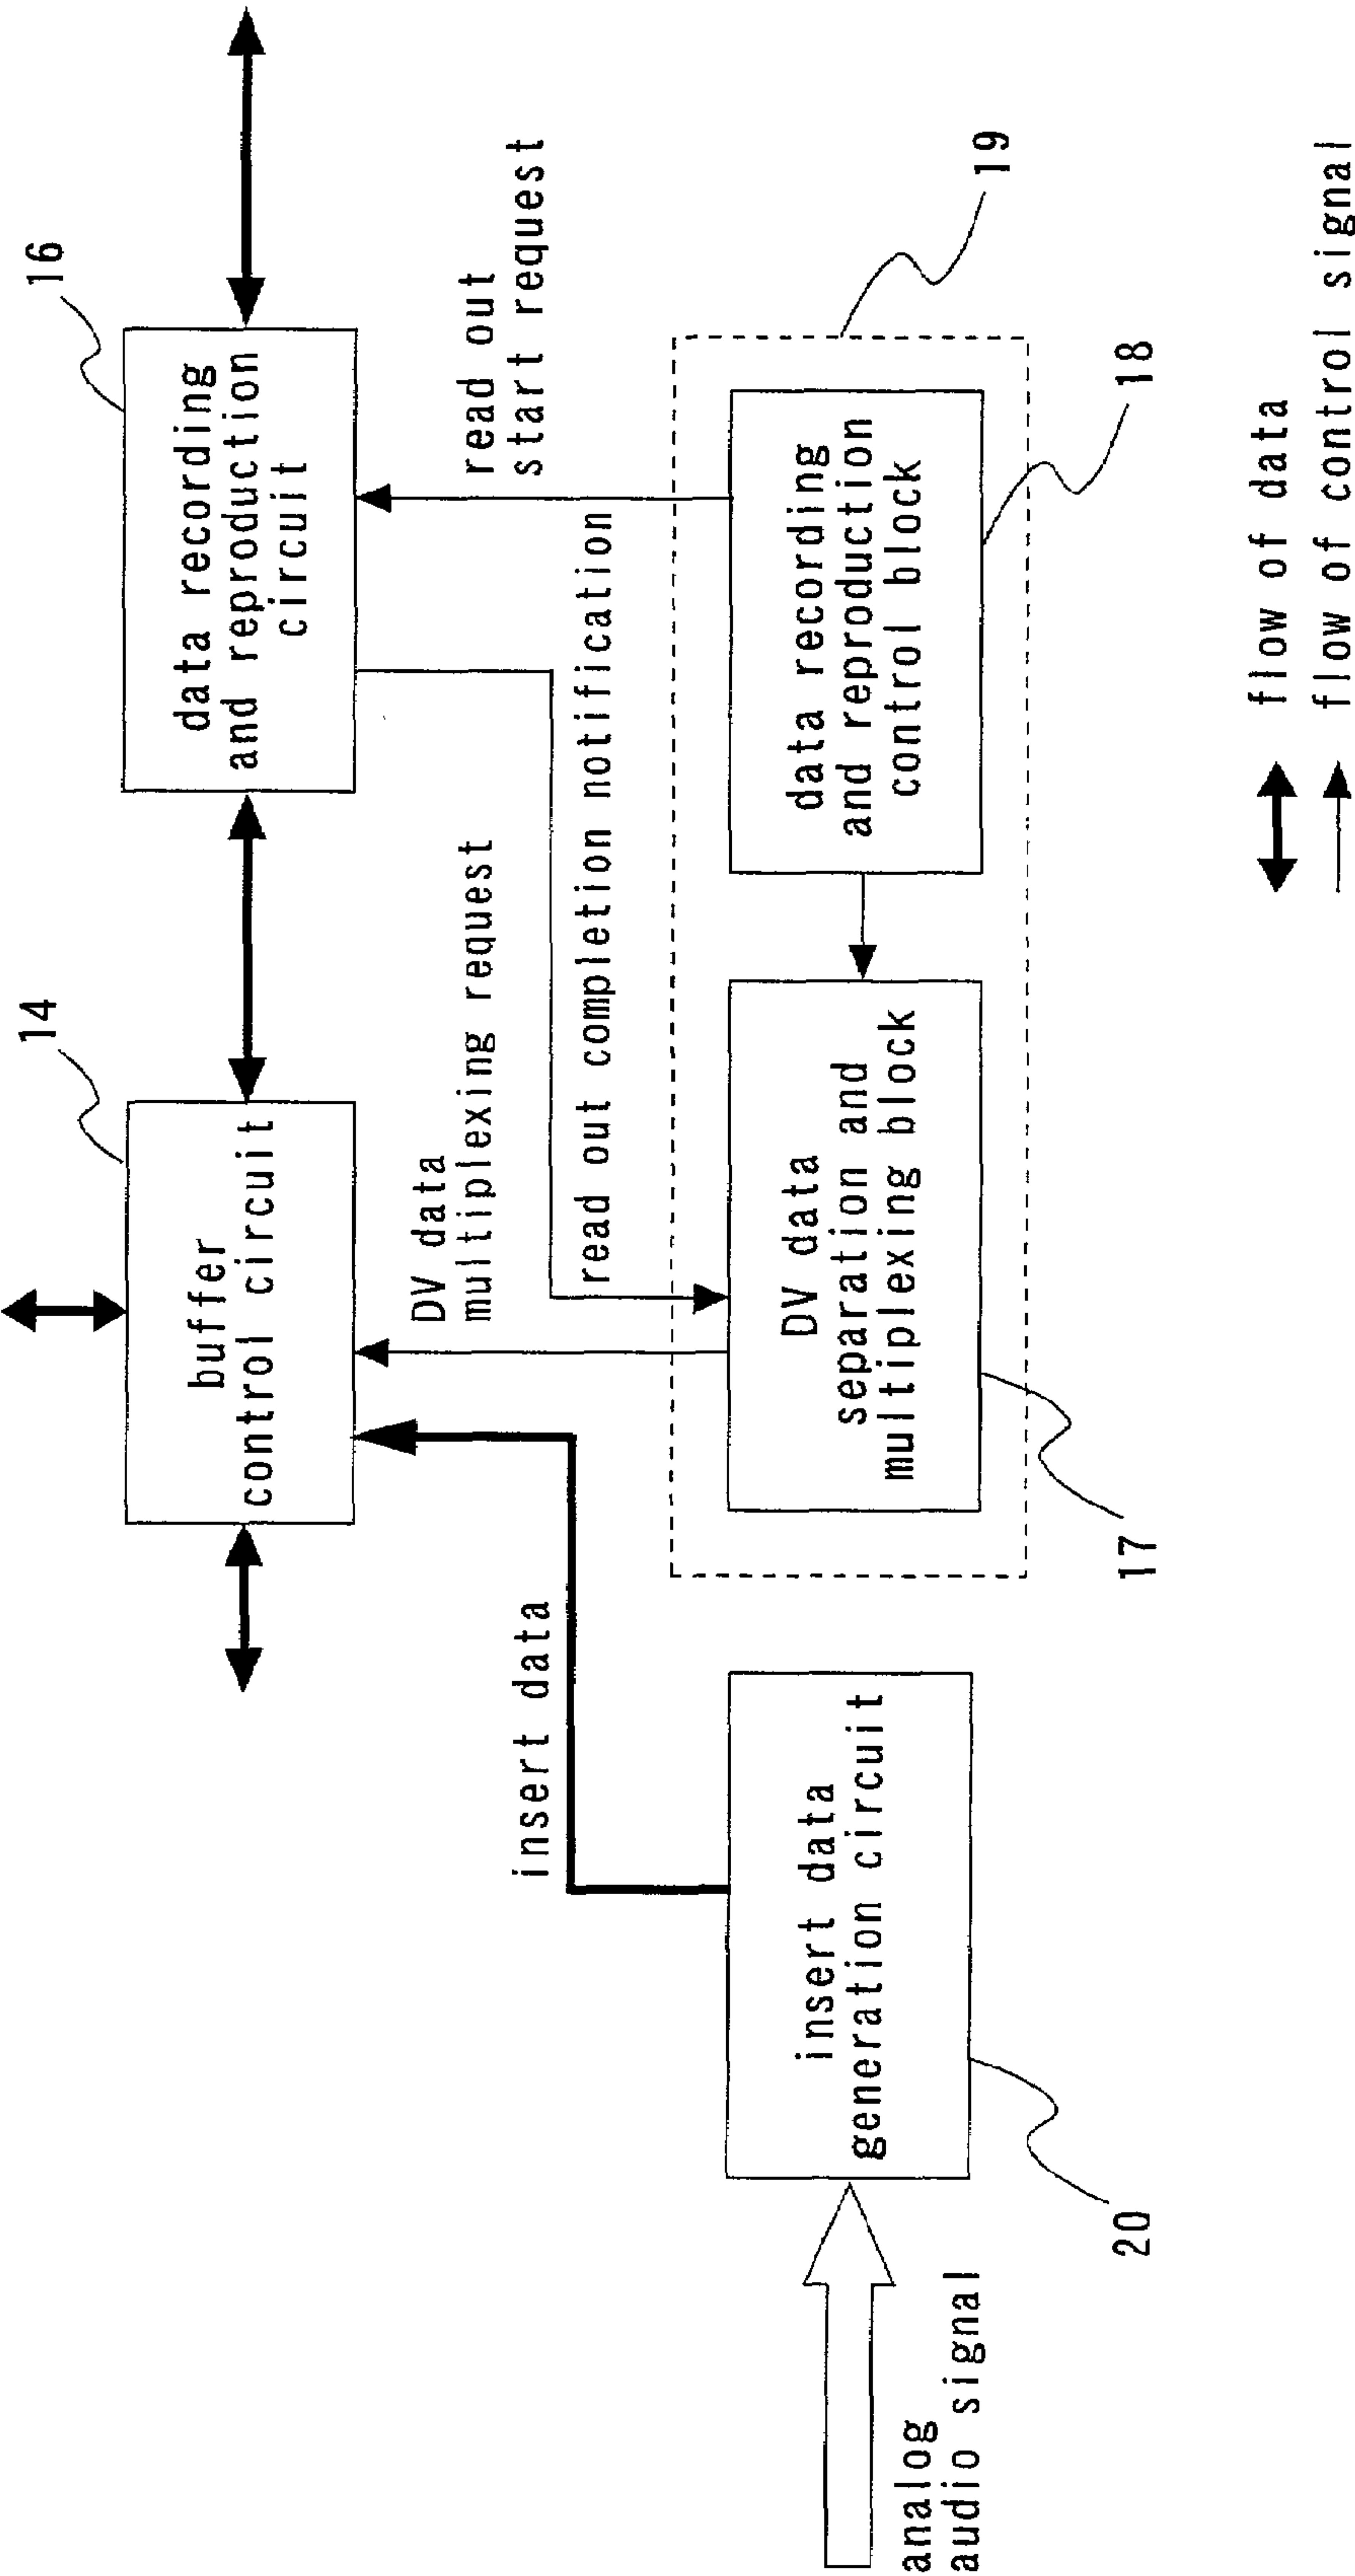 14
buffer
control circuit
16
data recording
and reproduction
circuit
DV data
multiplexing request
read out
start request
read out completion notification
insert data
19
analog
audio signal
insert data
generation circuit
20
DV data
separation and
multiplexing block
17
data recording
and reproduction
control block
18
flow of data
flow of control signal